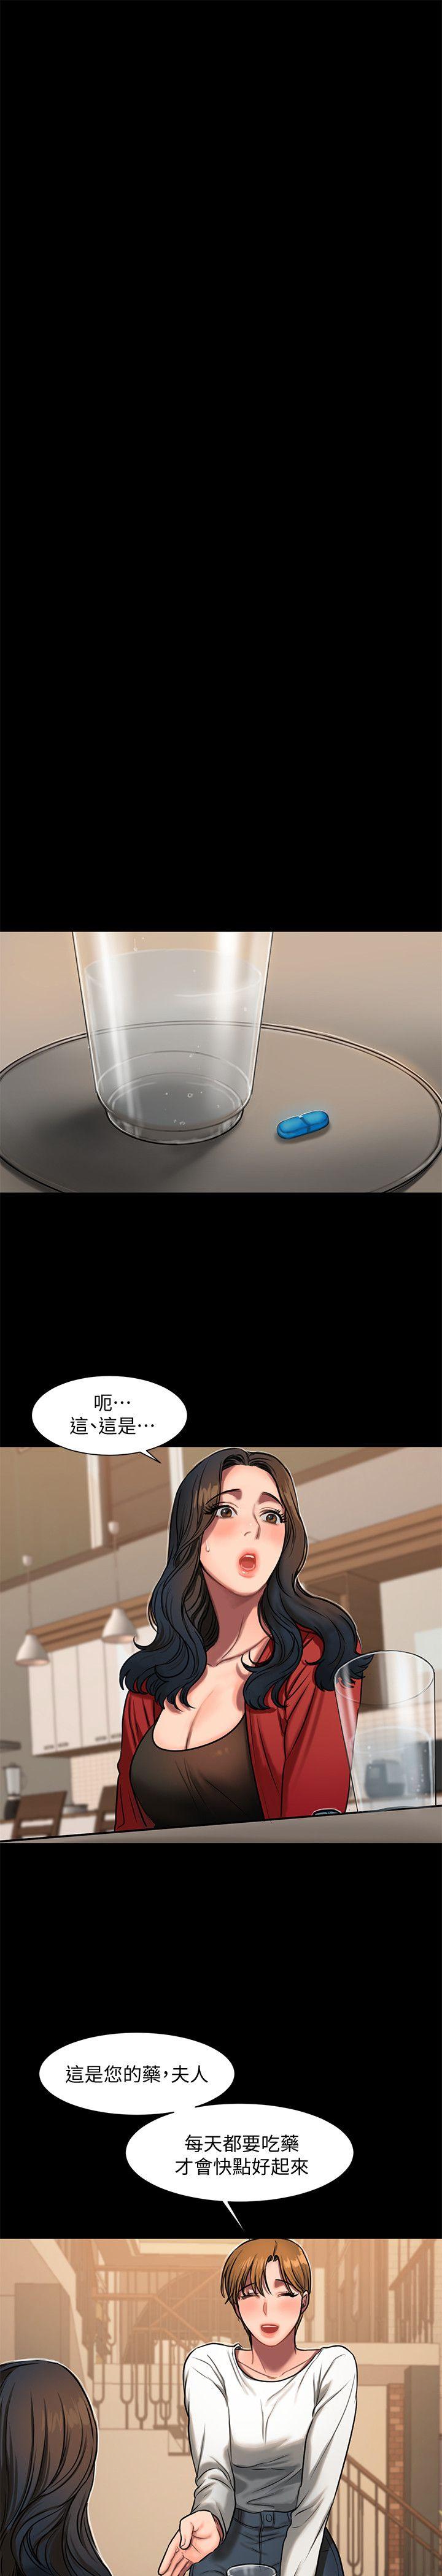 呃…
這、這是…
這是您的藥,夫人
每天都要吃藥
才會快點好起來